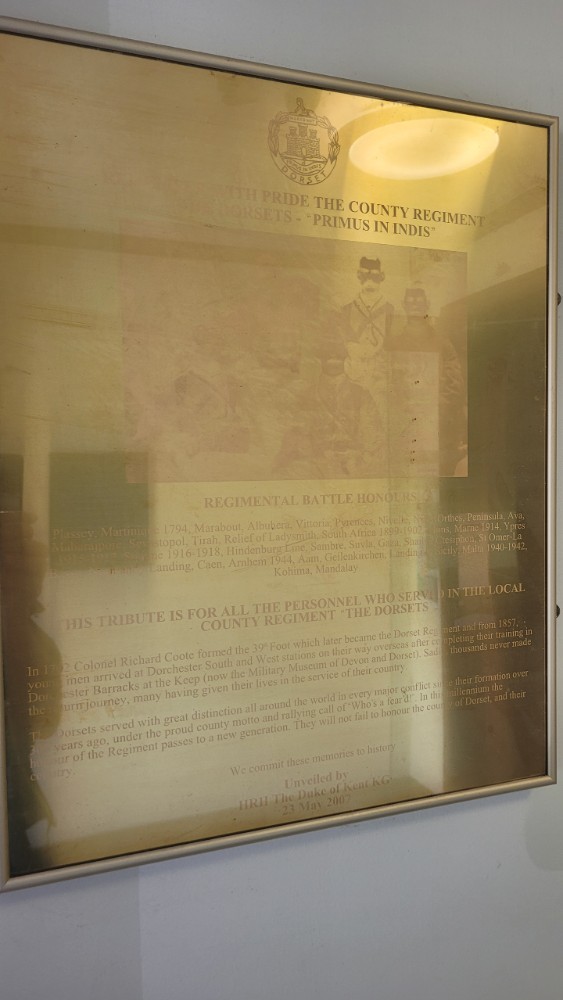 DORSET
TH PRIDE THE COUNTY REGIMENT
DORSETS - "PRIMUS IN INDIS"
REGIMENTAL BATTLE HONOURS
Plassey, Martinique 1794, Marabout, Albuhera, Vittoria, Pyrenees, Orthes, Peninsula, Ava,
Tirah, Relief of Ladysmith, South Africa 1899-1902, Marne 1914, Ypres
1916-1918, Hindenburg Line, Sambre, Suvla, Gaza, St Omer-La
Landing, Caen, Arnhem 1944, Aam, Geilenkirchen, Malta 1940-1942,
Kohima, Mandalay
THIS TRIBUTE IS FOR ALL THE PERSONNEL WHO SERVED IN THE LOCAL
COUNTY REGIMENT 'THE DORSETS'
In Colonel Richard Coote formed the 39th Foot which later became the Dorset Regiment and from 1857,
young men arrived at Dorchester South and West stations on their way overseas after completing their training in
Dorchester Barracks at the Keep (now the Military Museum of Devon and Dorset). thousands never made
the return journey, many having given their lives in the service of their country.
The Dorsets served with great distinction all around the world in every major conflict since their formation over
years ago, under the proud county motto and rallying call of 'Who's a fear'd'. In this millennium the
of the Regiment passes to a new generation. They will not fail to honour the county of Dorset, and their
We commit these memories to history
Unveiled by
HRH The Duke of Kent KG
23 May 2007